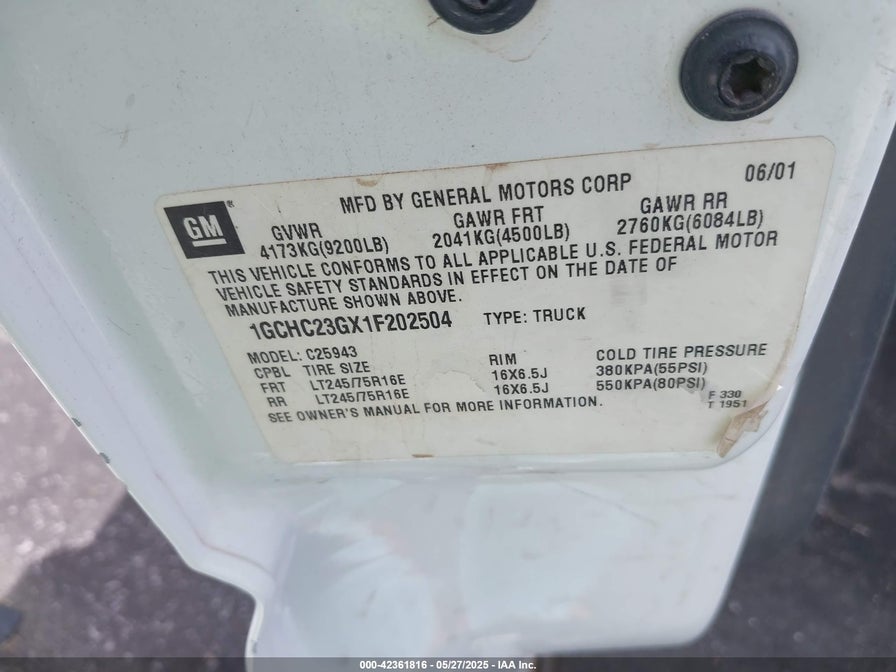 06/01
MFD BY GENERAL MOTORS CORP
GM®
GVWR GAWR FRT GAWR RR
4173KG(9200LB) 2041KG(4500LB) 2760KG(6084LB)
THIS VEHICLE CONFORMS TO ALL APPLICABLE U.S. FEDERAL MOTOR
VEHICLE SAFETY STANDARDS IN EFFECT ON THE DATE OF
MANUFACTURE SHOWN ABOVE.
1GCHC23GX1F202504 TYPE: TRUCK
MODEL: C25943
CPBL TIRE SIZE RIM COLD TIRE PRESSURE
FRT LT245/75R16E 16X6.5J 380KPA(55PSI)
RR LT245/75R16E 16X6.5J 550KPA(80PSI)
SEE OWNER'S MANUAL FOR MORE INFORMATION.
F 330
T 1951
000-42361816 - 05/27/2025 - IAA Inc.